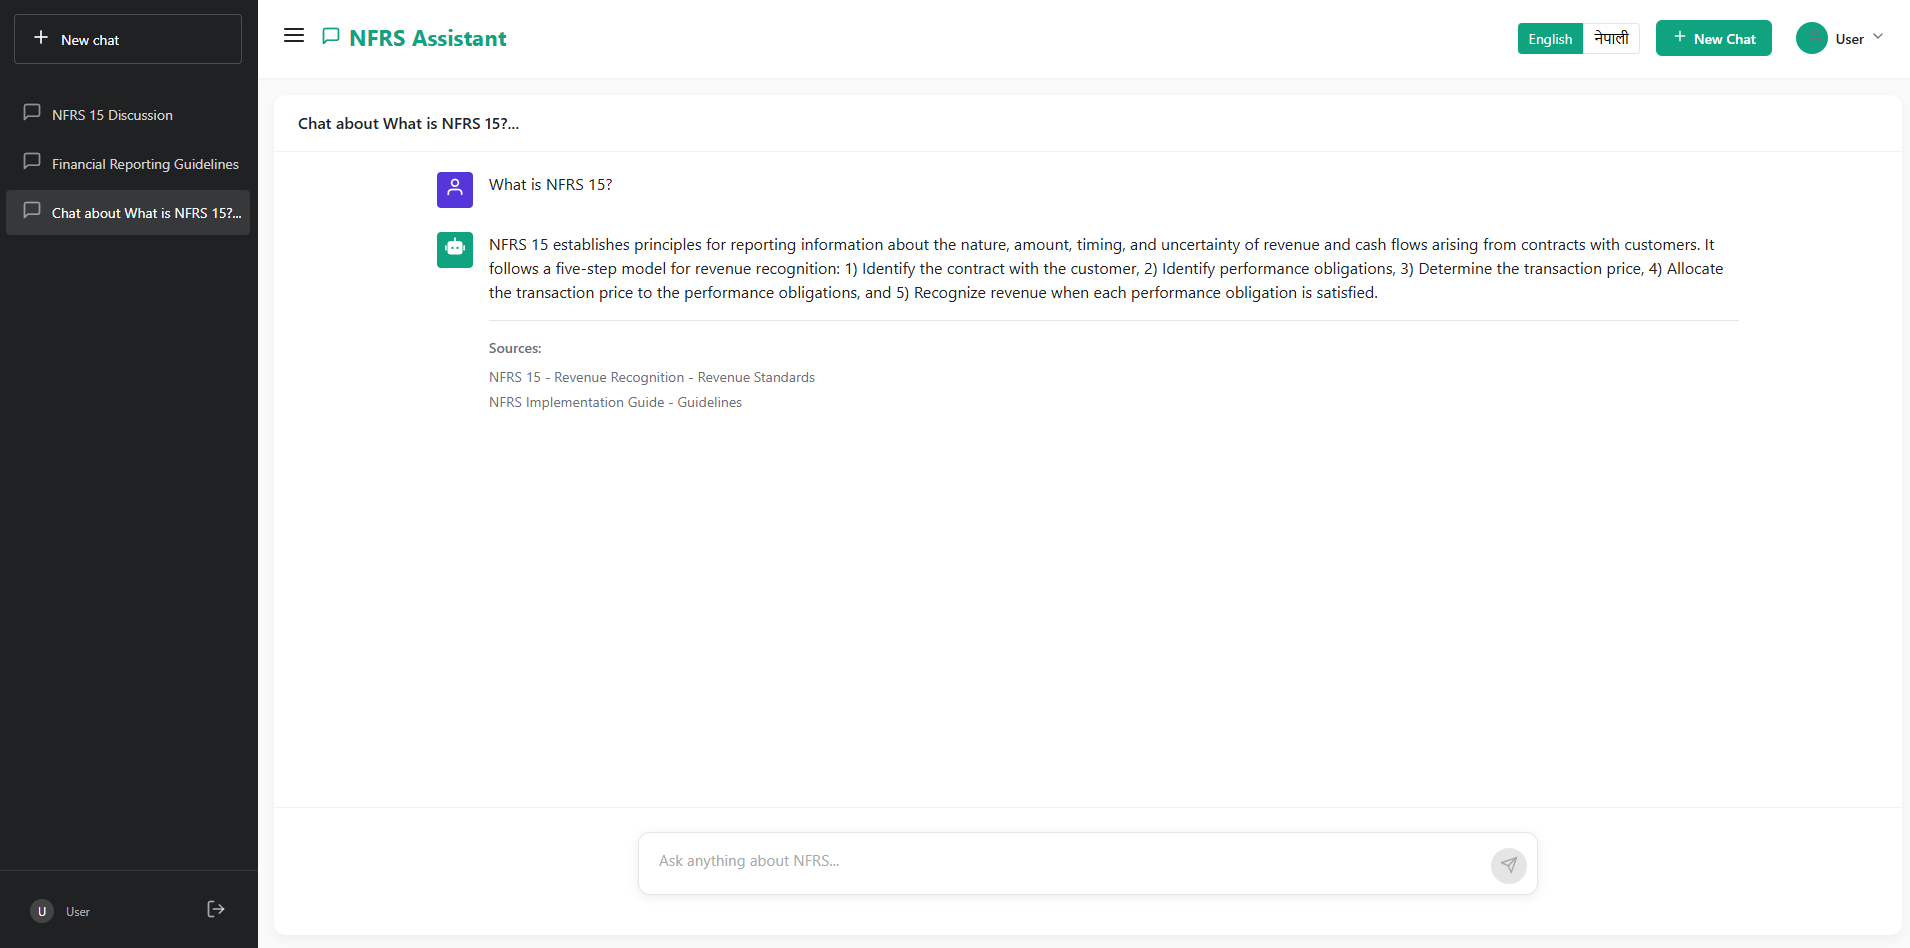 New chat
NFRS 15 Discussion
Financial Reporting Guidelines
Chat about What is NFRS 15?...
U User
NFRS Assistant
English नेपाली
New Chat
User
Chat about What is NFRS 15?...
What is NFRS 15?
NFRS 15 establishes principles for reporting information about the nature, amount, timing, and uncertainty of revenue and cash flows arising from contracts with customers. It
follows a five-step model for revenue recognition: 1) Identify the contract with the customer, 2) Identify performance obligations, 3) Determine the transaction price, 4) Allocate
the transaction price to the performance obligations, and 5) Recognize revenue when each performance obligation is satisfied.
Sources:
NFRS 15 - Revenue Recognition - Revenue Standards
NFRS Implementation Guide - Guidelines
Ask anything about NFRS...